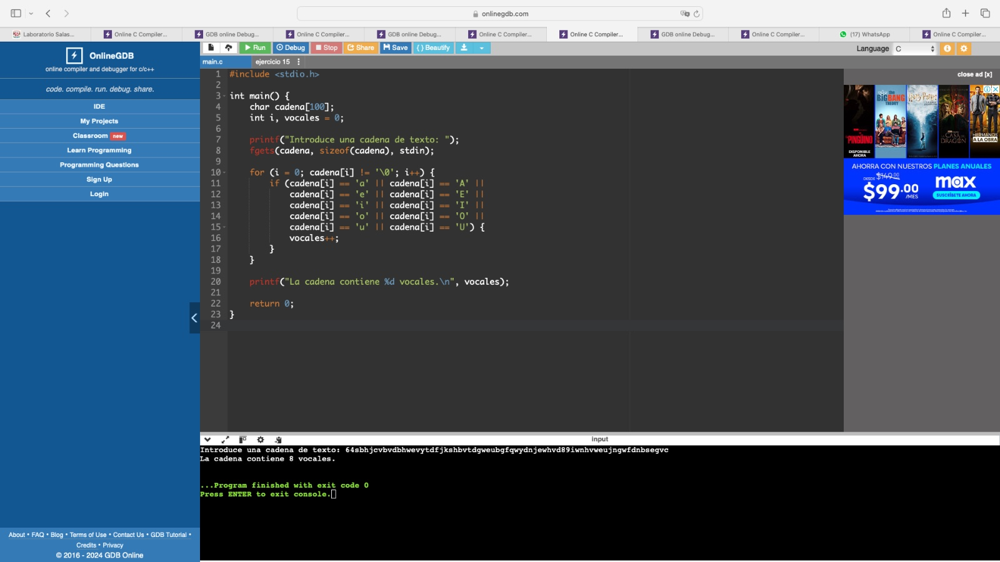 onlinegdb.com
Laboratorio Salas...
Online C Compiler...
GDB online Debug...
Online C Compiler...
GDB online Debug...
Online C Compiler...
Online C Compiler...
GDB online Debug...
Online C Compiler...
(17) WhatsApp
Online C Compiler...
OnlineGDB
online compiler and debugger for c/c++
code. compile. run. debug. share.
IDE
My Projects
Classroom new
Learn Programming
Programming Questions
Sign Up
Login
About • FAQ • Blog • Terms of Use • Contact Us • GDB Tutorial •
Credits • Privacy
© 2016 - 2024 GDB Online
Run Debug Stop Share Save { } Beautify
Language C
main.c ejercicio 15
1 #include <stdio.h>
2
3 int main() {
4 char cadena[100];
5 int i, vocales = 0;
6
7 printf("Introduce una cadena de texto: ");
8 fgets(cadena, sizeof(cadena), stdin);
9
10 for (i = 0; cadena[i] != '\0'; i++) {
11 if (cadena[i] == 'a' || cadena[i] == 'A' ||
12 cadena[i] == 'e' || cadena[i] == 'E' ||
13 cadena[i] == 'i' || cadena[i] == 'I' ||
14 cadena[i] == 'o' || cadena[i] == 'O' ||
15 cadena[i] == 'u' || cadena[i] == 'U') {
16 vocales++;
17 }
18 }
19
20 printf("La cadena contiene %d vocales.\n", vocales);
21
22 return 0;
23 }
24
close ad [x]
PINGÜINO
DISPONIBLE
AHORA
the
BIGBANG
THEORY
Harry Potter
LA CASA DEL
DRAGÓN
HERMANOS
A LA OBRA
AHORA CON NUESTROS PLANES ANUALES
DESDE $149.00
$99.00 /MES
max
SUSCRÍBETE AHORA
input
Introduce una cadena de texto: 64sbhjcvbvdbhwevytdfjkshbvtdgweubgfqwydnjewhvd89iwnhvweujngwfdnbsegvc
La cadena contiene 8 vocales.
...Program finished with exit code 0
Press ENTER to exit console.